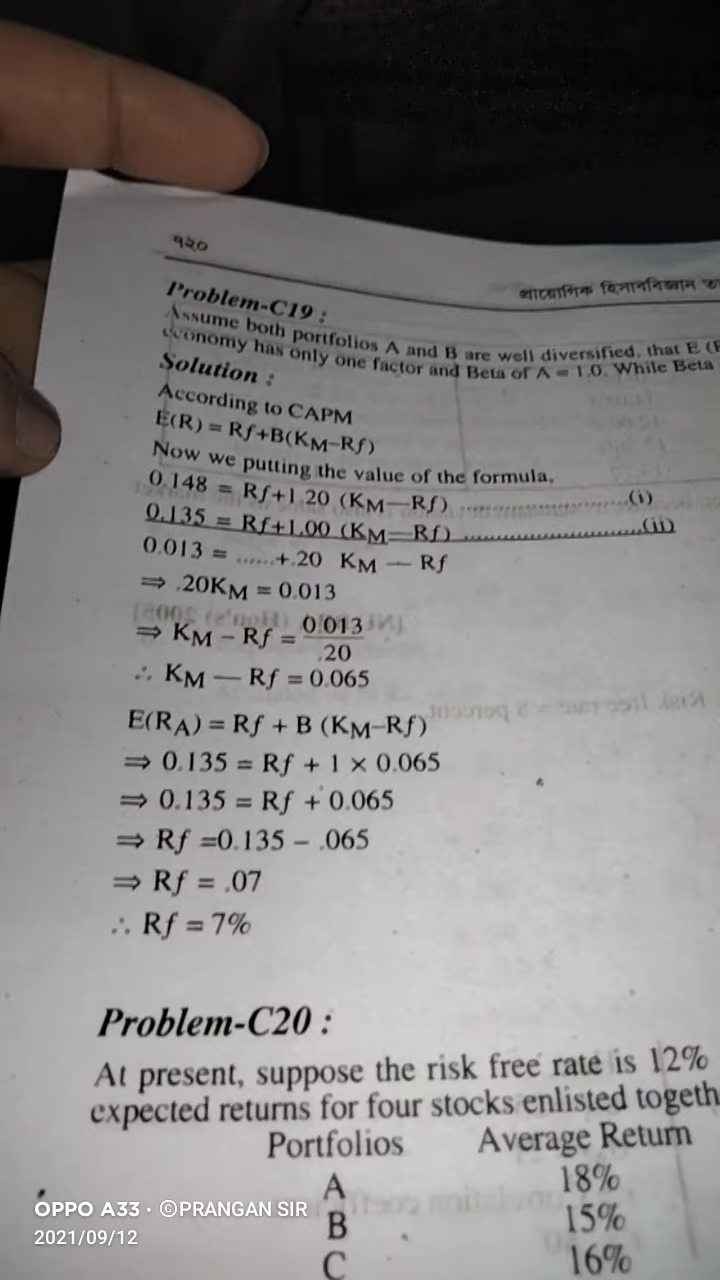 ৭২০
Problem-C19 :
Assume both portfolios A and B are well diversified, that E (
economy has only one factor and Beta of A = 1.0. While Beta
Solution :
According to CAPM
E(R) = Rf+B(KM–Rf)
Now we putting the value of the formula,
0.148 = Rf+1.20 (KM—Rf) ..............................(i)
0.135 = Rf+1.00 (KM—Rf) ..............................(ii)
0.013 = ......+.20 KM — Rf
⇒ .20KM = 0.013
⇒ KM – Rf = 0.013
.20
∴ KM — Rf = 0.065
E(RA) = Rf + B (KM–Rf)
⇒ 0.135 = Rf + 1 × 0.065
⇒ 0.135 = Rf + 0.065
⇒ Rf =0.135 – .065
⇒ Rf = .07
∴ Rf = 7%
Problem-C20 :
At present, suppose the risk free rate is 12%
expected returns for four stocks enlisted togeth
Portfolios Average Return
A 18%
B 15%
C 16%
OPPO A33 · ©PRANGAN SIR
2021/09/12